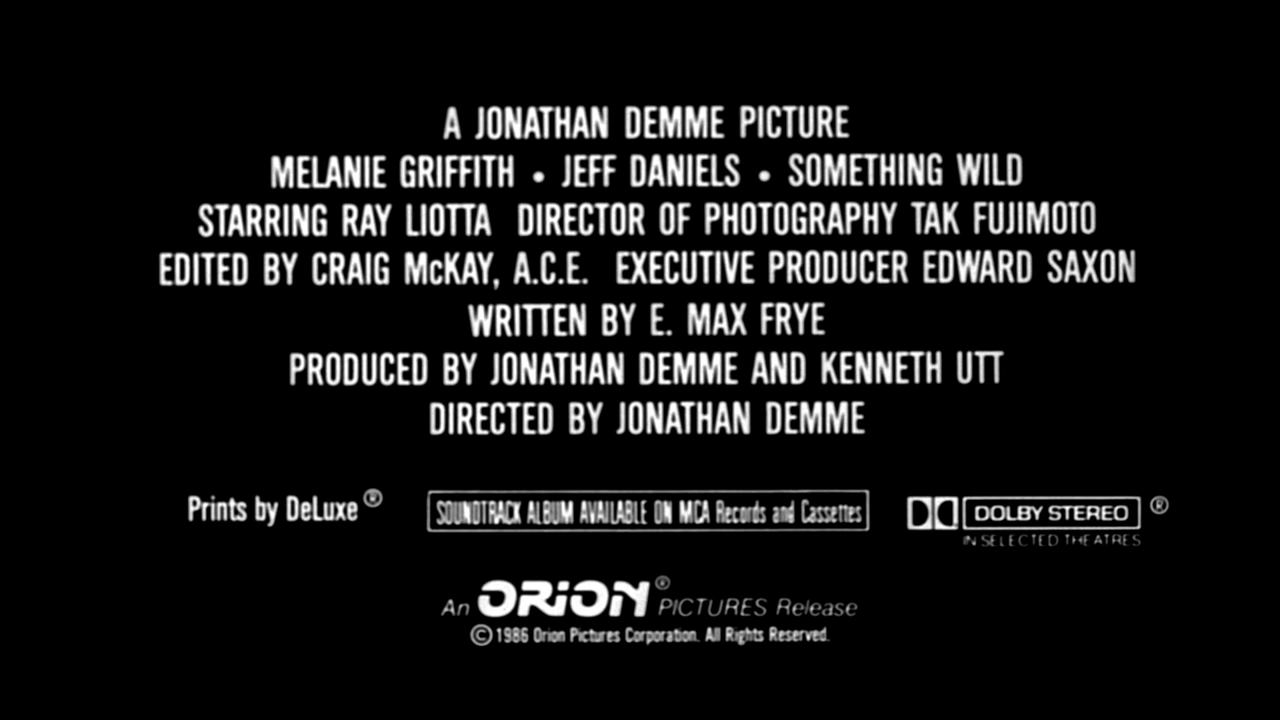 A JONATHAN DEMME PICTURE
MELANIE GRIFFITH • JEFF DANIELS • SOMETHING WILD
STARRING RAY LIOTTA DIRECTOR OF PHOTOGRAPHY TAK FUJIMOTO
EDITED BY CRAIG McKAY, A.C.E. EXECUTIVE PRODUCER EDWARD SAXON
WRITTEN BY E. MAX FRYE
PRODUCED BY JONATHAN DEMME AND KENNETH UTT
DIRECTED BY JONATHAN DEMME
Prints by DeLuxe® SOUNDTRACK ALBUM AVAILABLE ON MCA Records and Cassettes DOLBY STEREO ®
IN SELECTED THEATRES
An ORION® PICTURES Release
© 1986 Orion Pictures Corporation. All Rights Reserved.